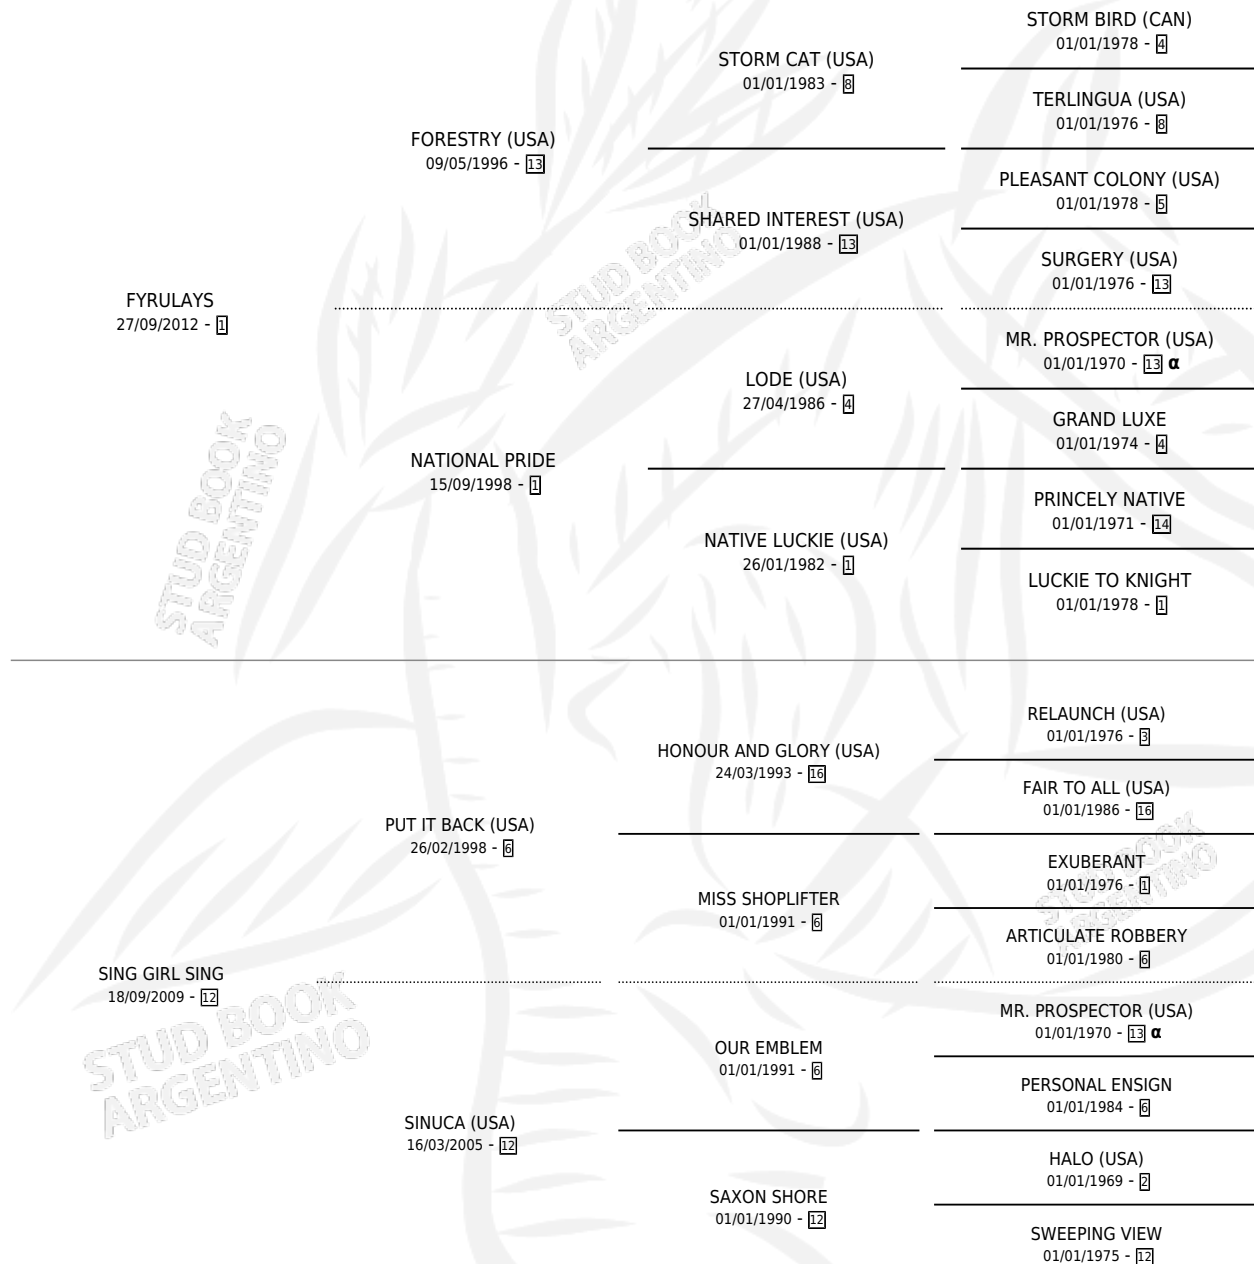 STORM BIRD (CAN)
01/01/1978 - 4
STORM CAT (USA)
01/01/1983 - 8
TERLINGUA (USA)
01/01/1976 - 8
FORESTRY (USA)
09/05/1996 - 13
PLEASANT COLONY (USA)
01/01/1978 - 5
SHARED INTEREST (USA)
01/01/1988 - 13
SURGERY (USA)
01/01/1976 - 13
FYRULAYS
27/09/2012 - 1
MR. PROSPECTOR (USA)
01/01/1970 - 13 α
LODE (USA)
27/04/1986 - 4
GRAND LUXE
01/01/1974 - 4
NATIONAL PRIDE
15/09/1998 - 1
PRINCELY NATIVE
01/01/1971 - 14
NATIVE LUCKIE (USA)
26/01/1982 - 1
LUCKIE TO KNIGHT
01/01/1978 - 1
RELAUNCH (USA)
01/01/1976 - 3
HONOUR AND GLORY (USA)
24/03/1993 - 16
FAIR TO ALL (USA)
01/01/1986 - 16
PUT IT BACK (USA)
26/02/1998 - 6
EXUBERANT
01/01/1976 - 1
MISS SHOPLIFTER
01/01/1991 - 6
ARTICULATE ROBBERY
01/01/1980 - 6
SING GIRL SING
18/09/2009 - 12
MR. PROSPECTOR (USA)
01/01/1970 - 13 α
OUR EMBLEM
01/01/1991 - 6
PERSONAL ENSIGN
01/01/1984 - 6
SINUCA (USA)
16/03/2005 - 12
HALO (USA)
01/01/1969 - 2
SAXON SHORE
01/01/1990 - 12
SWEEPING VIEW
01/01/1975 - 12
STUD BOOK
ARGENTINO
STUD BOOK
ARGENTINO
STUD BOOK
ARGENTINO
STUD BOOK
ARGENTINO